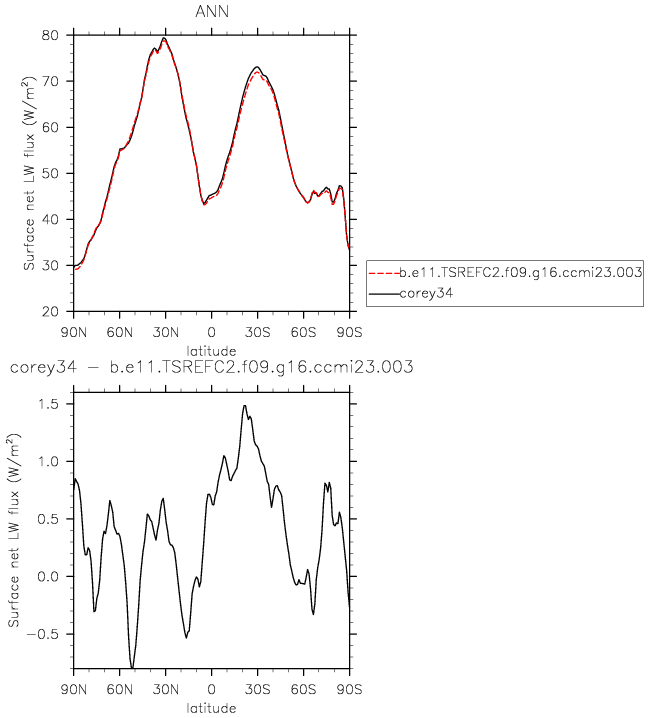 ANN
Surface net LW flux (W/m²)
80
70
60
50
40
30
20
90N 60N 30N 0 30S 60S 90S
latitude
b.e11.TSREFC2.f09.g16.ccmi23.003
corey34
corey34 − b.e11.TSREFC2.f09.g16.ccmi23.003
Surface net LW flux (W/m²)
1.5
1.0
0.5
0.0
−0.5
90N 60N 30N 0 30S 60S 90S
latitude